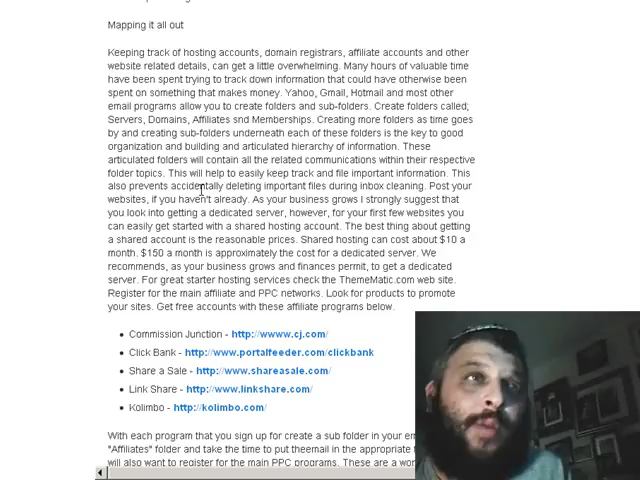 Mapping it all out
Keeping track of hosting accounts, domain registrars, affiliate accounts and other
website related details, can get a little overwhelming. Many hours of valuable time
have been spent trying to track down information that could have otherwise been
spent on something that makes money. Yahoo, Gmail, Hotmail and most other
email programs allow you to create folders and sub-folders. Create folders called;
Servers, Domains, Affiliates snd Memberships. Creating more folders as time goes
by and creating sub-folders underneath each of these folders is the key to good
organization and building and articulated hierarchy of information. These
articulated folders will contain all the related communications within their respective
folder topics. This will help to easily keep track and file important information. This
also prevents accidentally deleting important files during inbox cleaning. Post your
websites, if you haven't already. As your business grows I strongly suggest that
you look into getting a dedicated server, however, for your first few websites you
can easily get started with a shared hosting account. The best thing about getting
a shared account is the reasonable prices. Shared hosting can cost about $10 a
month. $150 a month is approximately the cost for a dedicated server. We
recommends, as your business grows and finances permit, to get a dedicated
server. For great starter hosting services check the ThemeMatic.com web site.
Register for the main affiliate and PPC networks. Look for products to promote
your sites. Get free accounts with these affiliate programs below.
Commission Junction - http://wwww.cj.com/
Click Bank - http://www.portalfeeder.com/clickbank
Share a Sale - http://www.shareasale.com/
Link Share - http://www.linkshare.com/
Kolimbo - http://kolimbo.com/
With each program that you sign up for create a sub folder in your
"Affiliates" folder and take the time to put theemail in the appropriate
will also want to register for the main PPC programs. These are a